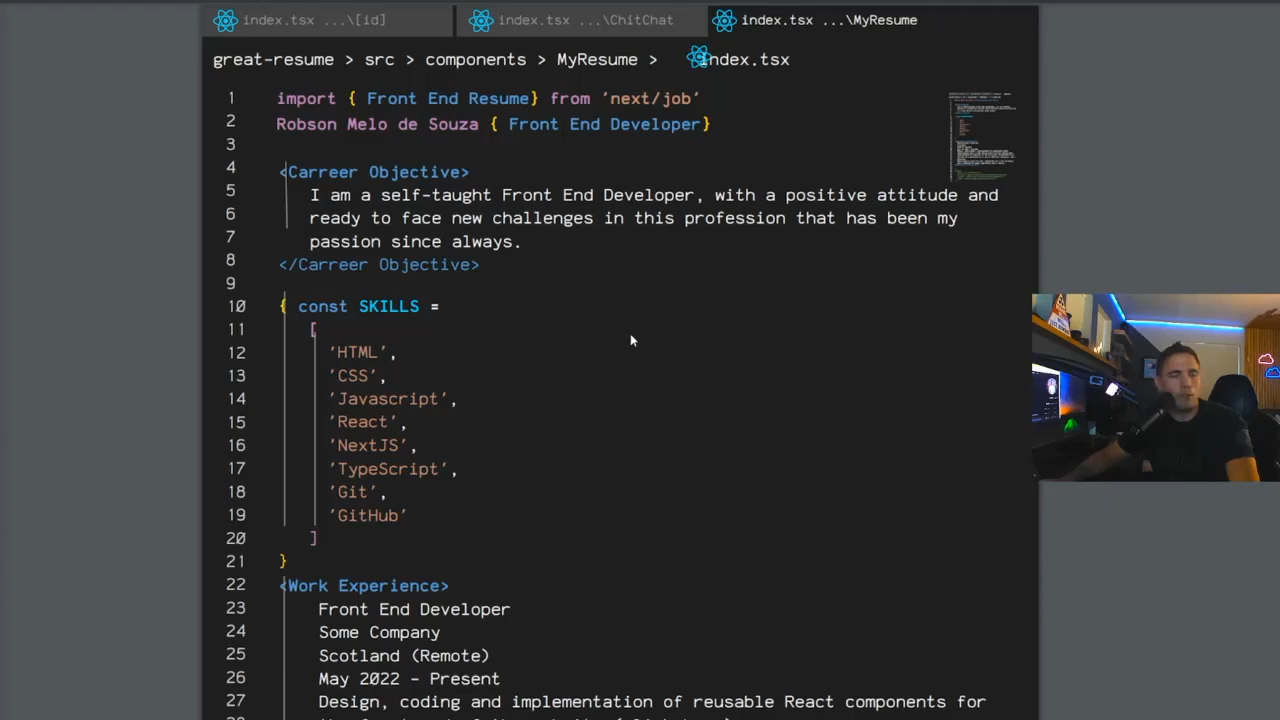 index.tsx ...\[id]
index.tsx ...\ChitChat
index.tsx ...\MyResume
great-resume > src > components > MyResume > index.tsx
1 import { Front End Resume} from 'next/job'
2 Robson Melo de Souza { Front End Developer}
3
4 <Carreer Objective>
5 I am a self-taught Front End Developer, with a positive attitude and
6 ready to face new challenges in this profession that has been my
7 passion since always.
8 </Carreer Objective>
9
10 { const SKILLS =
11 [
12 'HTML',
13 'CSS',
14 'Javascript',
15 'React',
16 'NextJS',
17 'TypeScript',
18 'Git',
19 'GitHub'
20 ]
21 }
22 <Work Experience>
23 Front End Developer
24 Some Company
25 Scotland (Remote)
26 May 2022 - Present
27 Design, coding and implementation of reusable React components for